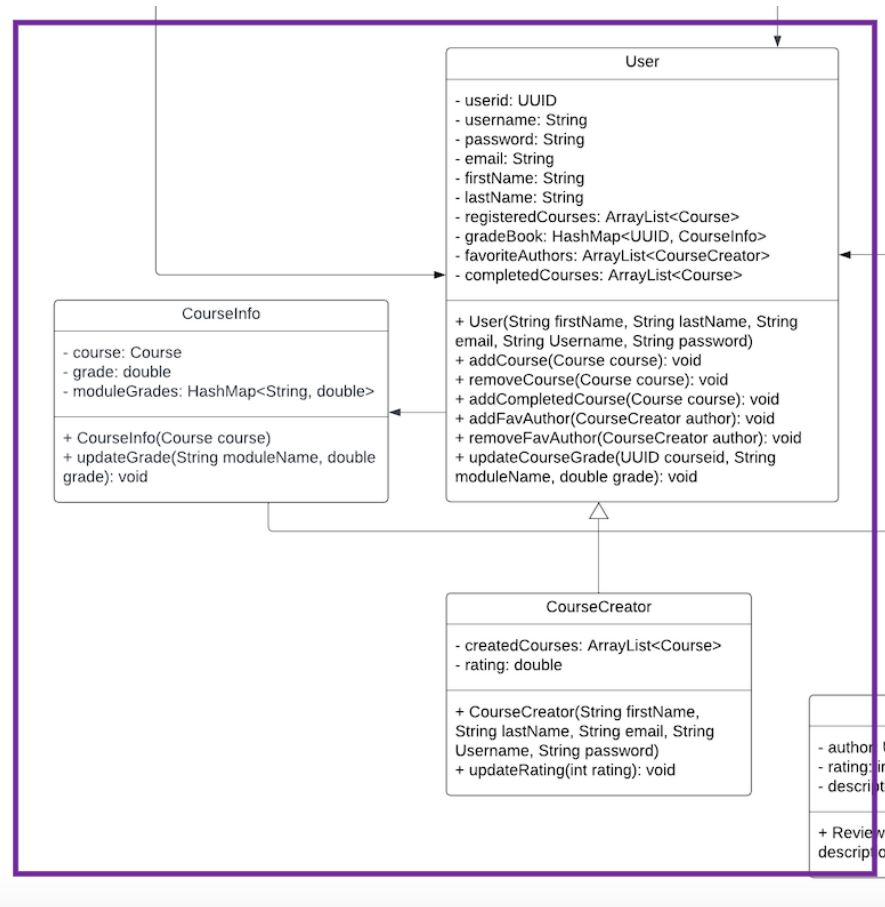 User
- userid: UUID
- username: String
- password: String
- email: String
- firstName: String
- lastName: String
- registeredCourses: ArrayList<Course>
- gradeBook: HashMap<UUID, CourseInfo>
- favoriteAuthors: ArrayList<CourseCreator>
- completedCourses: ArrayList<Course>
+ User(String firstName, String lastName, String
email, String Username, String password)
+ addCourse(Course course): void
+ removeCourse(Course course): void
+ addCompletedCourse(Course course): void
+ addFavAuthor(CourseCreator author): void
+ removeFavAuthor(CourseCreator author): void
+ updateCourseGrade(UUID courseid, String
moduleName, double grade): void
CourseInfo
- course: Course
- grade: double
- moduleGrades: HashMap<String, double>
+ CourseInfo(Course course)
+ updateGrade(String moduleName, double
grade): void
CourseCreator
- createdCourses: ArrayList<Course>
- rating: double
+ CourseCreator(String firstName,
String lastName, String email, String
Username, String password)
+ updateRating(int rating): void
- author
- rating:
-
+ Review